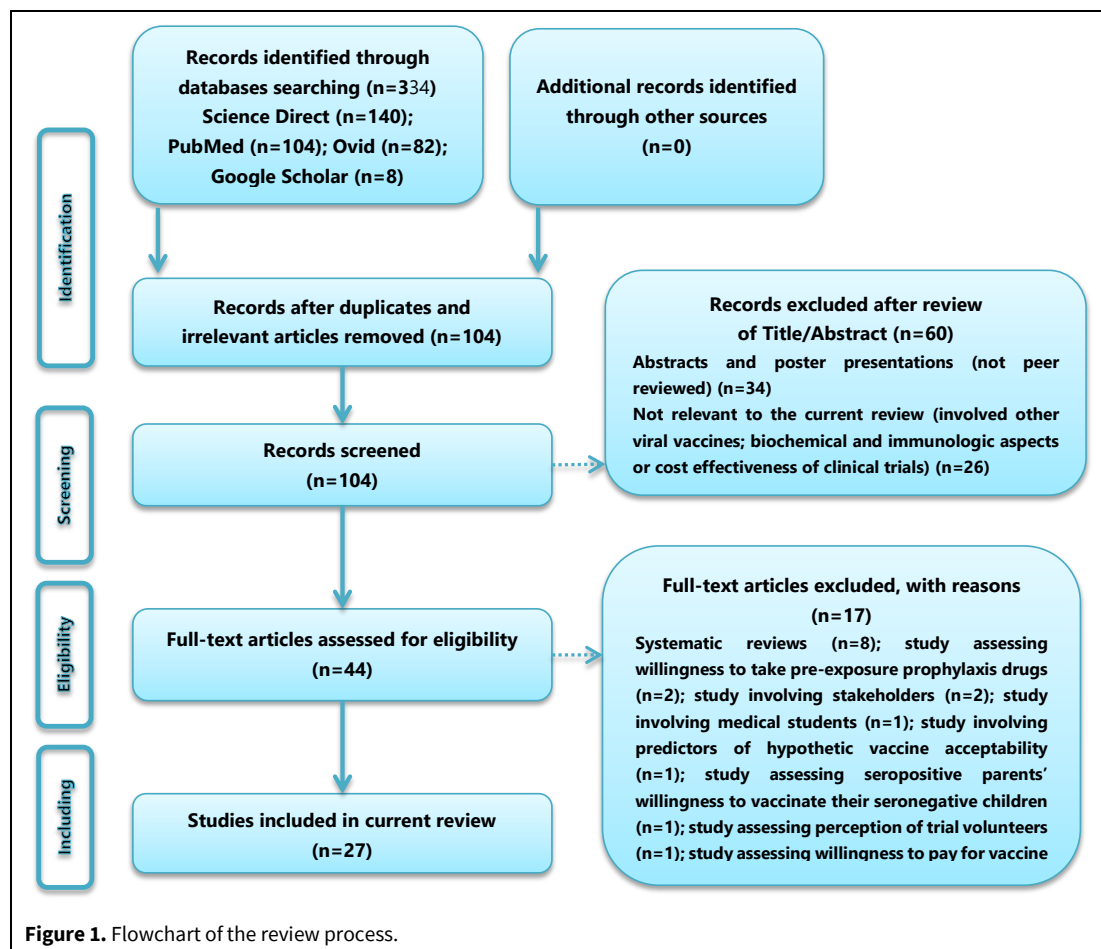 Records identified through
databases searching (n=334)
Science Direct (n=140);
PubMed (n=104); Ovid (n=82);
Google Scholar (n=8)
Additional records identified
through other sources
(n=0)
Identification
Records after duplicates and
irrelevant articles removed (n=104)
Records excluded after review
of Title/Abstract (n=60)
Abstracts and poster presentations (not peer
reviewed) (n=34)
Not relevant to the current review (involved other
viral vaccines; biochemical and immunologic aspects
or cost effectiveness of clinical trials) (n=26)
Screening
Records screened
(n=104)
Eligibility
Full-text articles assessed for eligibility
(n=44)
Full-text articles excluded, with reasons
(n=17)
Systematic reviews (n=8); study assessing
willingness to take pre-exposure prophylaxis drugs
(n=2); study involving stakeholders (n=2); study
involving medical students (n=1); study involving
predictors of hypothetic vaccine acceptability
(n=1); study assessing seropositive parents’
willingness to vaccinate their seronegative children
(n=1); study assessing perception of trial volunteers
(n=1); study assessing willingness to pay for vaccine
Including
Studies included in current review
(n=27)
Figure 1. Flowchart of the review process.